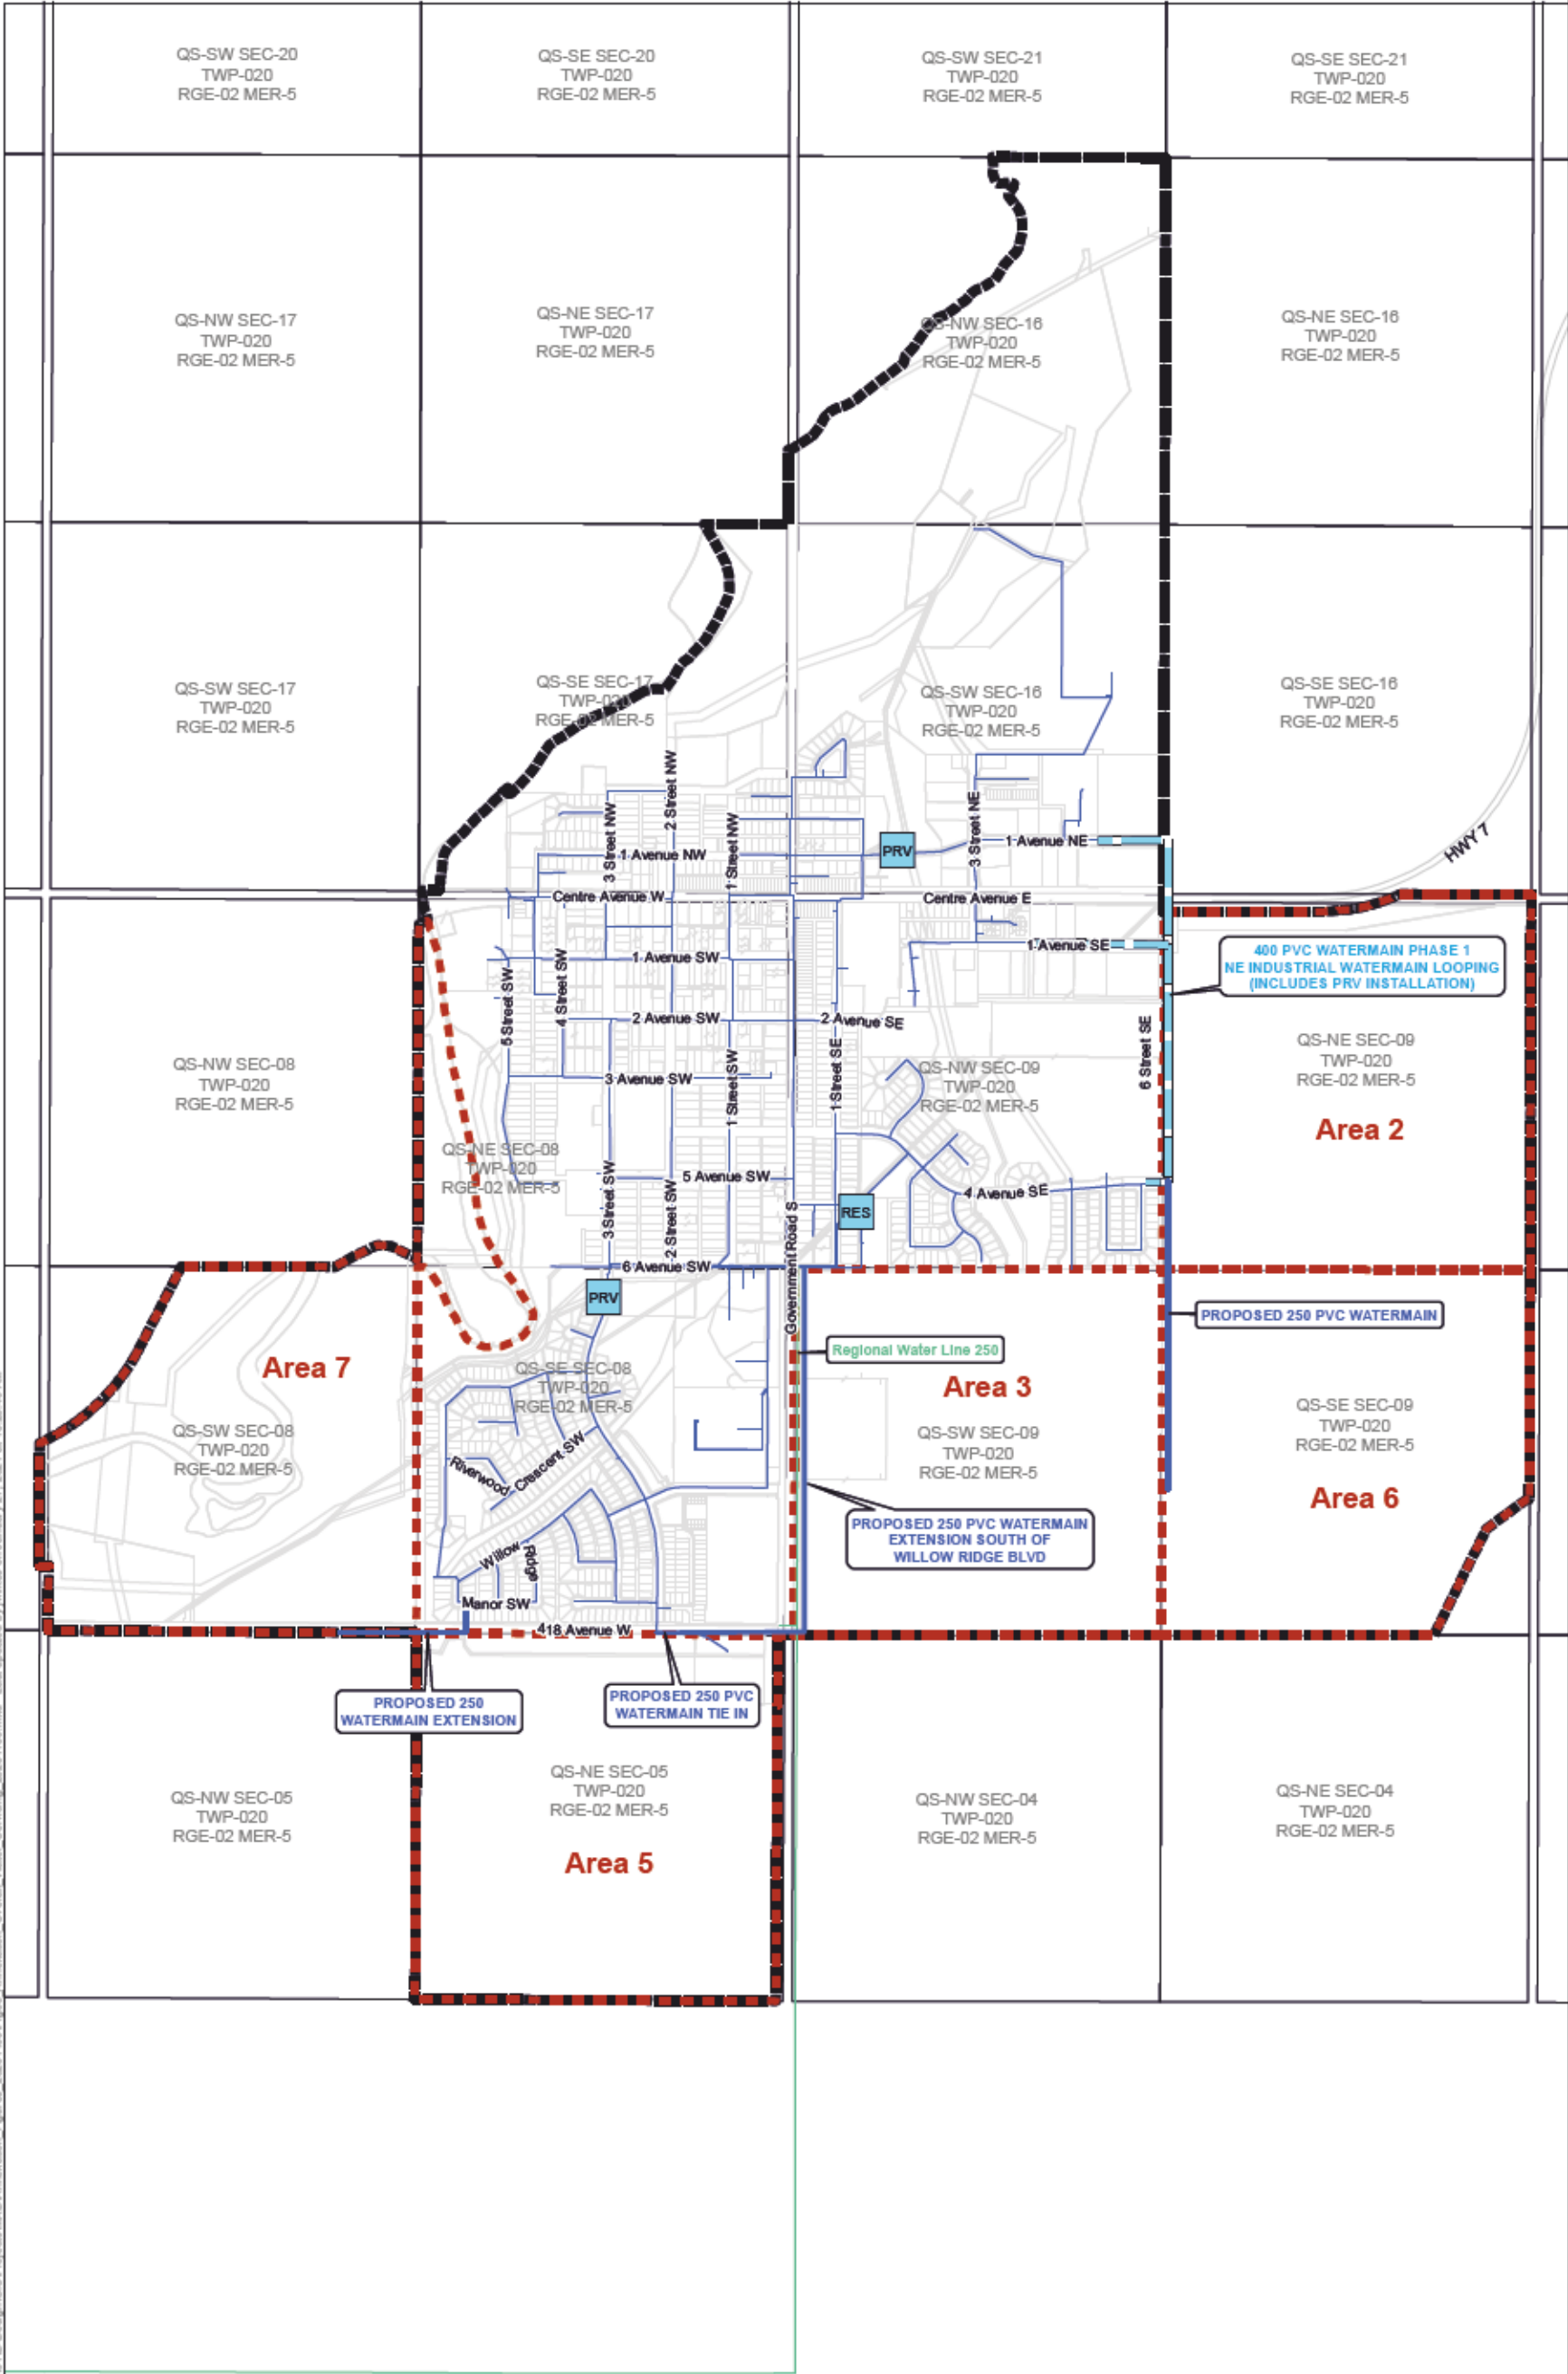 QS-SW SEC-20
TWP-020
RGE-02 MER-5
QS-SE SEC-20
TWP-020
RGE-02 MER-5
QS-SW SEC-21
TWP-020
RGE-02 MER-5
QS-SE SEC-21
TWP-020
RGE-02 MER-5
QS-NW SEC-17
TWP-020
RGE-02 MER-5
QS-NE SEC-17
TWP-020
RGE-02 MER-5
QS-NW SEC-16
TWP-020
RGE-02 MER-5
QS-NE SEC-16
TWP-020
RGE-02 MER-5
QS-SW SEC-17
TWP-020
RGE-02 MER-5
QS-SE SEC-17
TWP-020
RGE-02 MER-5
QS-SW SEC-16
TWP-020
RGE-02 MER-5
QS-SE SEC-16
TWP-020
RGE-02 MER-5
2 Street NW
3 Street NW
1 Street NW
3 Street NE
1 Avenue NW
PRV
1 Avenue NE
HWY 7
Centre Avenue W
Centre Avenue E
1 Avenue SW
1 Avenue SE
400 PVC WATERMAIN PHASE 1
NE INDUSTRIAL WATERMAIN LOOPING
(INCLUDES PRV INSTALLATION)
5 Street SW
4 Street SW
2 Avenue SW
2 Avenue SE
3 Avenue SW
1 Street SW
1 Street SE
6 Street SE
QS-NW SEC-08
TWP-020
RGE-02 MER-5
QS-NE SEC-08
TWP-020
RGE-02 MER-5
QS-NW SEC-09
TWP-020
RGE-02 MER-5
QS-NE SEC-09
TWP-020
RGE-02 MER-5
Area 2
5 Avenue SW
4 Avenue SE
3 Street SW
2 Street SW
RES
Government Road S
6 Avenue SW
PRV
PROPOSED 250 PVC WATERMAIN
Regional Water Line 250
Area 7
QS-SW SEC-08
TWP-020
RGE-02 MER-5
QS-SE SEC-08
TWP-020
RGE-02 MER-5
Area 3
QS-SW SEC-09
TWP-020
RGE-02 MER-5
QS-SE SEC-09
TWP-020
RGE-02 MER-5
Area 6
Riverwood Crescent SW
PROPOSED 250 PVC WATERMAIN
EXTENSION SOUTH OF
WILLOW RIDGE BLVD
Willow
Ridge
Manor SW
418 Avenue W
PROPOSED 250
WATERMAIN EXTENSION
PROPOSED 250 PVC
WATERMAIN TIE IN
QS-NW SEC-05
TWP-020
RGE-02 MER-5
QS-NE SEC-05
TWP-020
RGE-02 MER-5
Area 5
QS-NW SEC-04
TWP-020
RGE-02 MER-5
QS-NE SEC-04
TWP-020
RGE-02 MER-5